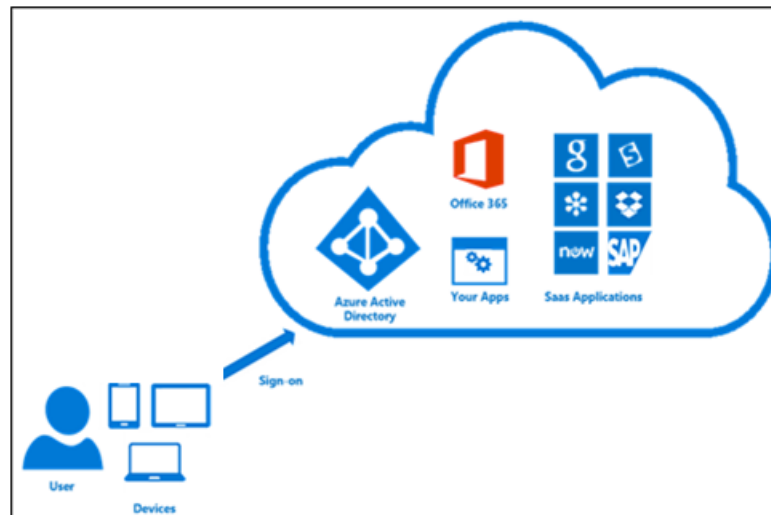 Office 365
Azure Active
Directory
Your Apps
Saas Applications
g
S
now
SAP
Sign-on
User
Devices